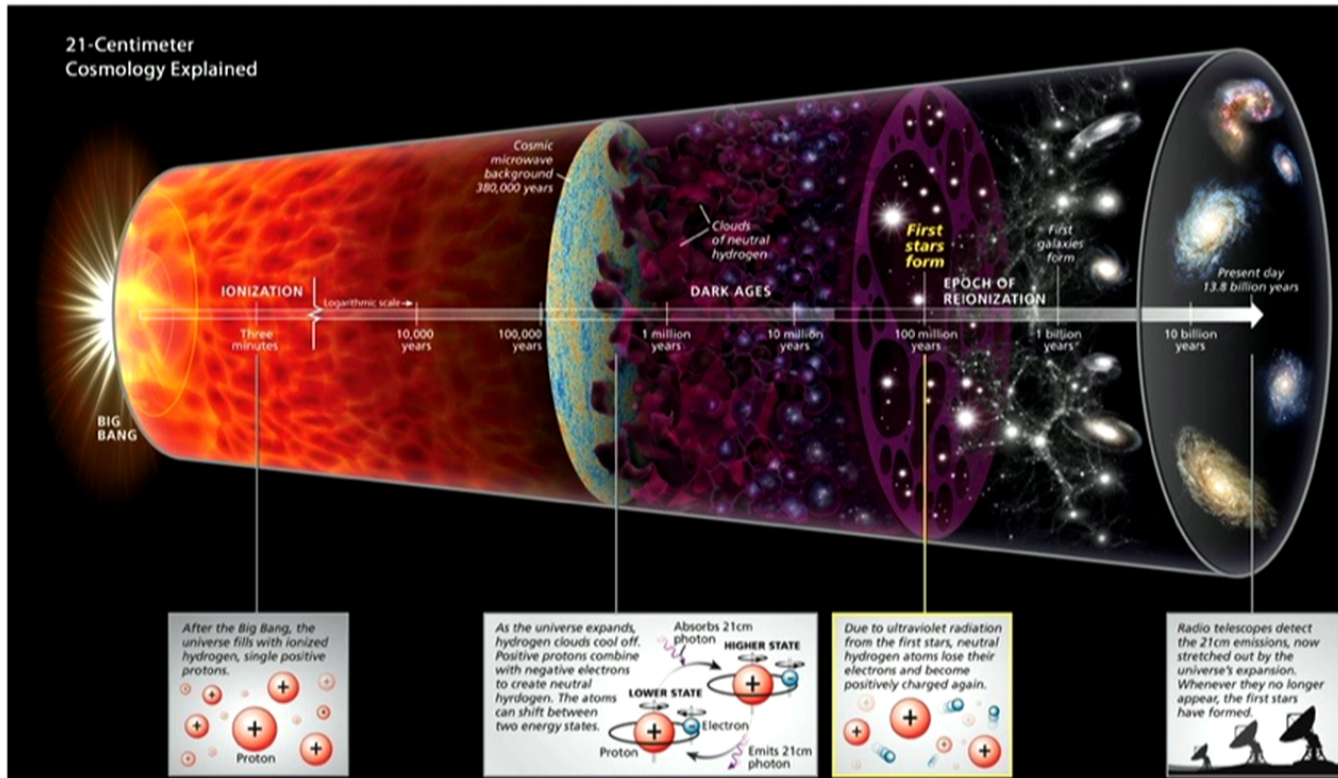 21-Centimeter
Cosmology Explained
Cosmic
microwave
background
380,000 years
Clouds
of neutral
hydrogen
First
stars
form
First
galaxies
form
Present day
13.8 billion years
IONIZATION
Logarithmic scale
DARK AGES
EPOCH OF
REIONIZATION
Three
minutes
10,000
years
100,000
years
1 million
years
10 million
years
100 million
years
1 billion
years
10 billion
years
BIG
BANG
After the Big Bang, the
universe fills with ionized
hydrogen, single positive
protons.
+
+
+
+
+
+
Proton
As the universe expands,
hydrogen clouds cool off.
Positive protons combine
with negative electrons
to create neutral
hyrdogen. The atoms
can shift between
two energy states.
Absorbs 21cm
photon
HIGHER STATE
+
LOWER STATE
+
Electron
Proton
Emits 21cm
photon
Due to ultraviolet radiation
from the first stars, neutral
hydrogen atoms lose their
electrons and become
positively charged again.
+
+
+
+
Radio telescopes detect
the 21cm emissions, now
stretched out by the
universe's expansion.
Whenever they no longer
appear, the first stars
have formed.